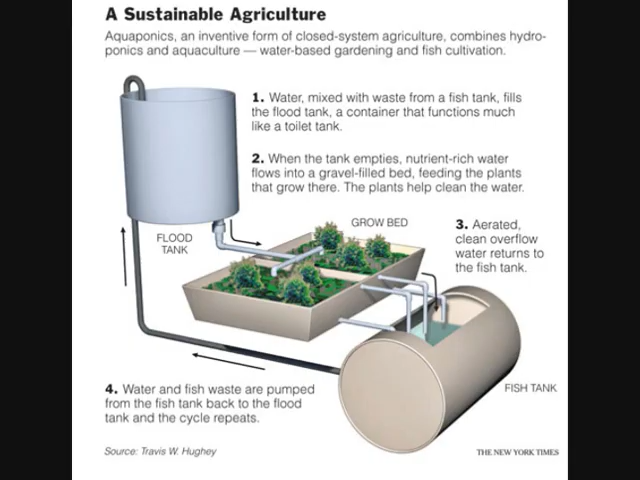 A Sustainable Agriculture
Aquaponics, an inventive form of closed-system agriculture, combines hydro-
ponics and aquaculture — water-based gardening and fish cultivation.
1. Water, mixed with waste from a fish tank, fills
the flood tank, a container that functions much
like a toilet tank.
2. When the tank empties, nutrient-rich water
flows into a gravel-filled bed, feeding the plants
that grow there. The plants help clean the water.
FLOOD
TANK
GROW BED
3. Aerated,
clean overflow
water returns to
the fish tank.
4. Water and fish waste are pumped
from the fish tank back to the flood
tank and the cycle repeats.
FISH TANK
Source: Travis W. Hughey
THE NEW YORK TIMES